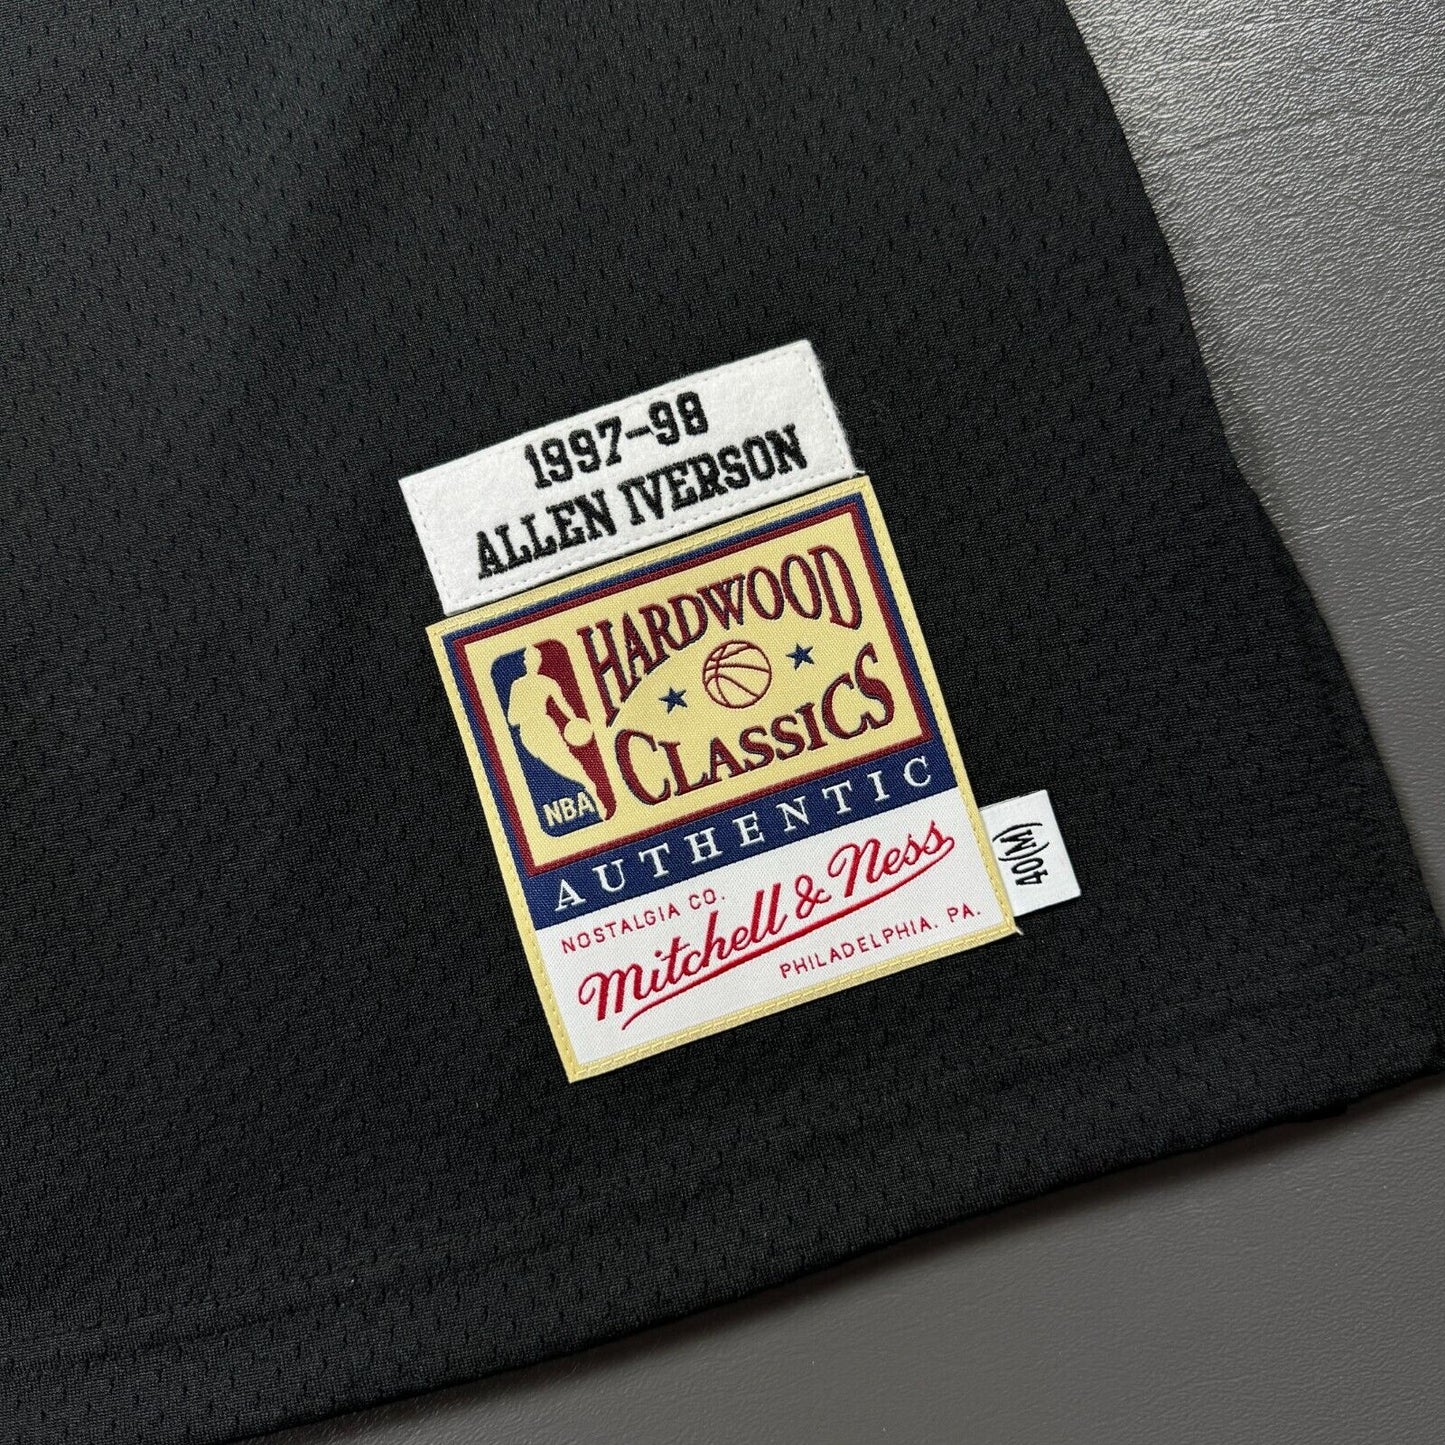 1997-98
ALLEN IVERSON
HARDWOOD
CLASSICS
NBA
AUTHENTIC
NOSTALGIA CO.
Mitchell & Ness
PHILADELPHIA, PA.
40(M)